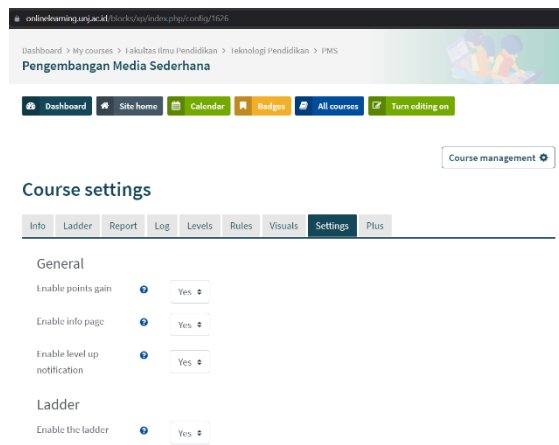 onlinelearning.unj.ac.id/blocks/xp/index.php/config/1626
Dashboard > My courses > Fakultas Ilmu Pendidikan > Teknologi Pendidikan > PMS
Pengembangan Media Sederhana
Dashboard Site home Calendar Badges All courses Turn editing on
Course management
Course settings
Info Ladder Report Log Levels Rules Visuals Settings Plus
General
Enable points gain Yes
Enable info page Yes
Enable level up
notification Yes
Ladder
Enable the ladder Yes